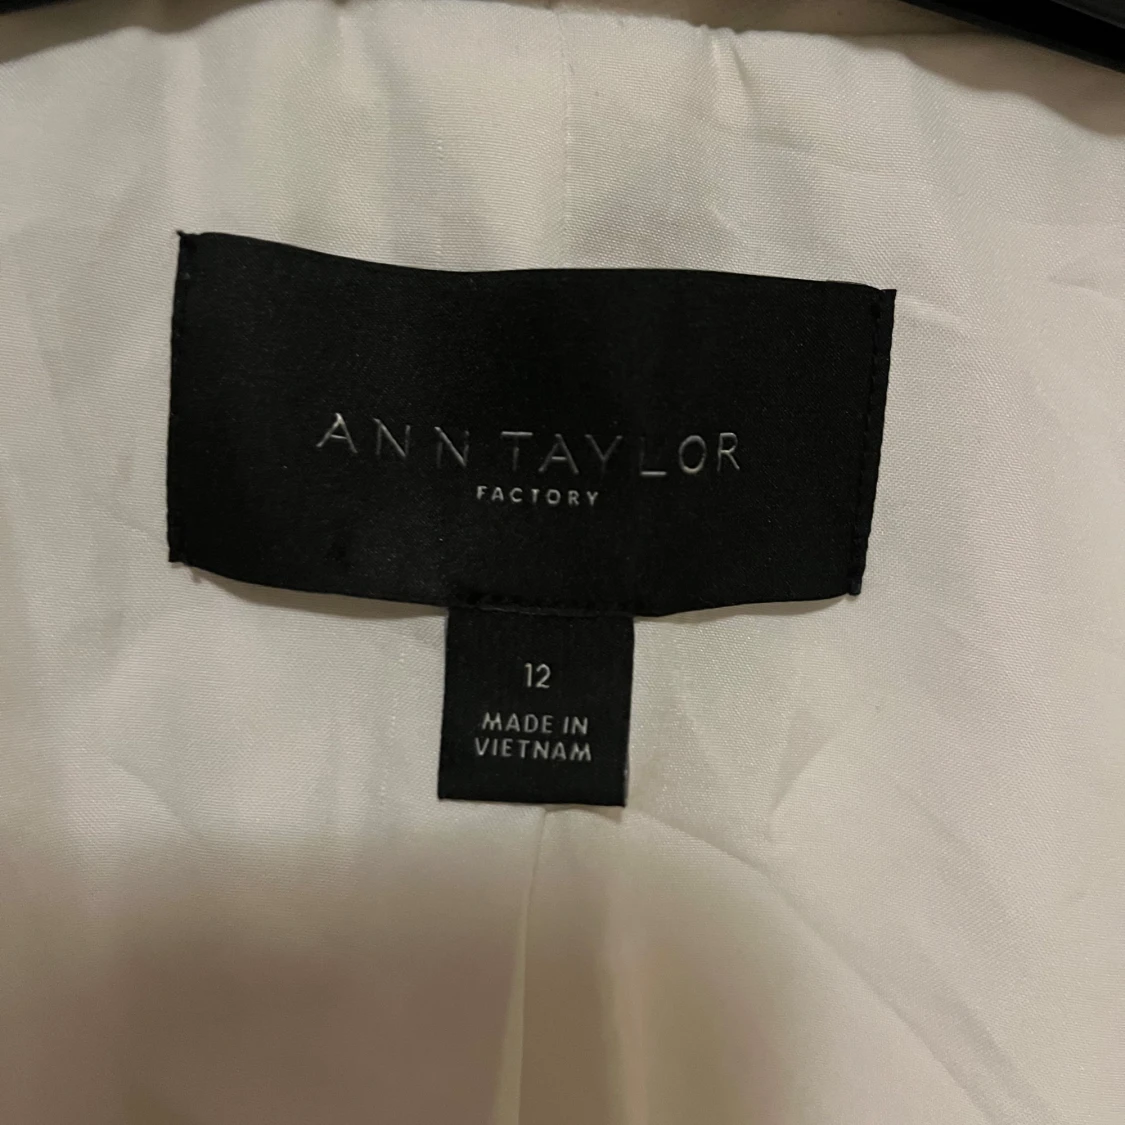 ANN TAYLOR
FACTORY
12
MADE IN
VIETNAM